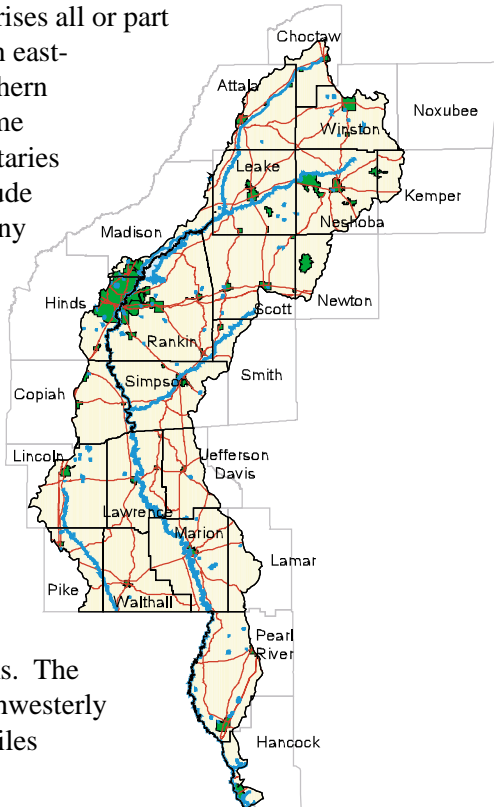 rises all or part
n east-
hern
me
taries
ude
ny
Choctaw
Attala
Noxubee
Winston
Leake
Kemper
Neshoba
Madison
Hinds
Newton
Scott
Rankin
Smith
Simpson
Copiah
Jefferson
Davis
Lincoln
Lawrence
Marion
Lamar
Pike
Walthall
Pearl
River
s. The
hwesterly
iles
Hancock